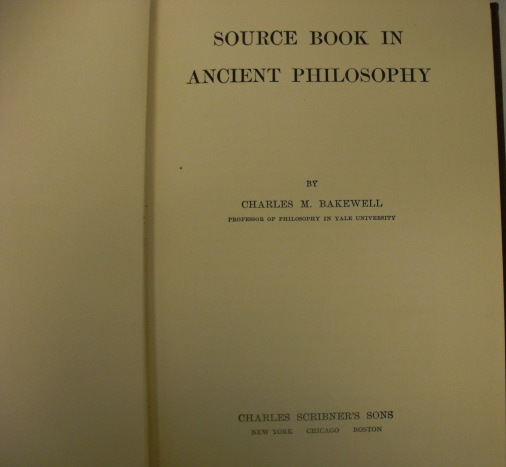 SOURCE BOOK IN
ANCIENT PHILOSOPHY
BY
CHARLES M. BAKEWELL
PROFESSOR OF PHILOSOPHY IN YALE UNIVERSITY
CHARLES SCRIBNER'S SONS
NEW YORK CHICAGO BOSTON